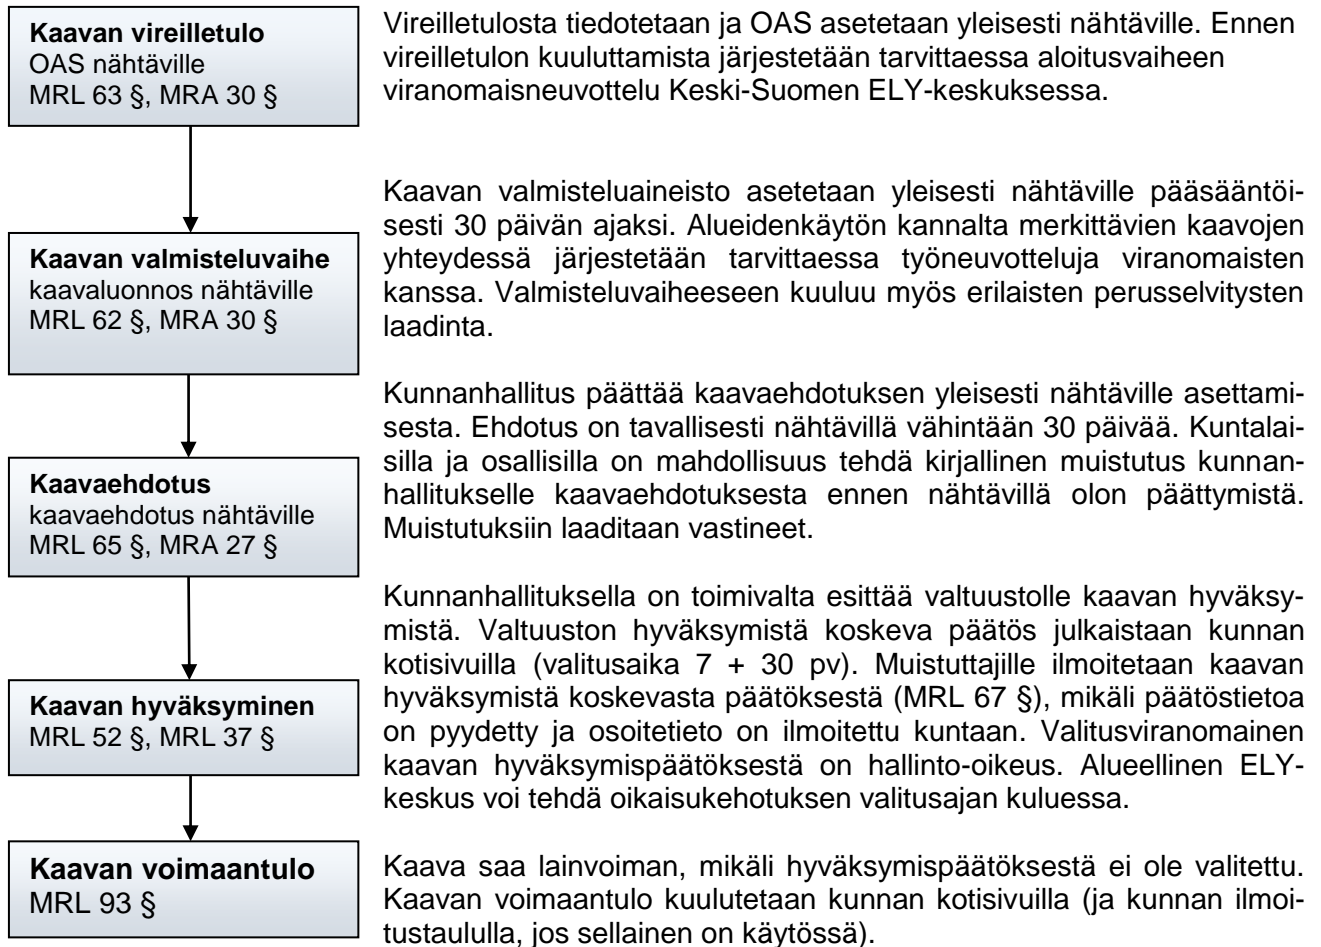 Kaavan vireilletulo
OAS nähtäville
MRL 63 §, MRA 30 §
Vireilletulosta tiedotetaan ja OAS asetetaan yleisesti nähtäville. Ennen
vireilletulon kuuluttamista järjestetään tarvittaessa aloitusvaiheen
viranomaisneuvottelu Keski-Suomen ELY-keskuksessa.
Kaavan valmisteluvaihe
kaavaluonnos nähtäville
MRL 62 §, MRA 30 §
Kaavan valmisteluaineisto asetetaan yleisesti nähtäville pääsääntöi-
sesti 30 päivän ajaksi. Alueidenkäytön kannalta merkittävien kaavojen
yhteydessä järjestetään tarvittaessa työneuvotteluja viranomaisten
kanssa. Valmisteluvaiheeseen kuuluu myös erilaisten perusselvitysten
laadinta.
Kaavaehdotus
kaavaehdotus nähtäville
MRL 65 §, MRA 27 §
Kunnanhallitus päättää kaavaehdotuksen yleisesti nähtäville asettami-
sesta. Ehdotus on tavallisesti nähtävillä vähintään 30 päivää. Kuntalai-
silla ja osallisilla on mahdollisuus tehdä kirjallinen muistutus kunnan-
hallitukselle kaavaehdotuksesta ennen nähtävillä olon päättymistä.
Muistutuksiin laaditaan vastineet.
Kaavan hyväksyminen
MRL 52 §, MRL 37 §
Kunnanhallituksella on toimivalta esittää valtuustolle kaavan hyväksy-
mistä. Valtuuston hyväksymistä koskeva päätös julkaistaan kunnan
kotisivuilla (valitusaika 7 + 30 pv). Muistuttajille ilmoitetaan kaavan
hyväksymistä koskevasta päätöksestä (MRL 67 §), mikäli päätöstietoa
on pyydetty ja osoitetieto on ilmoitettu kuntaan. Valitusviranomainen
kaavan hyväksymispäätöksestä on hallinto-oikeus. Alueellinen ELY-
keskus voi tehdä oikaisukehotuksen valitusajan kuluessa.
Kaavan voimaantulo
MRL 93 §
Kaava saa lainvoiman, mikäli hyväksymispäätöksestä ei ole valitettu.
Kaavan voimaantulo kuulutetaan kunnan kotisivuilla (ja kunnan ilmoi-
tustaululla, jos sellainen on käytössä).